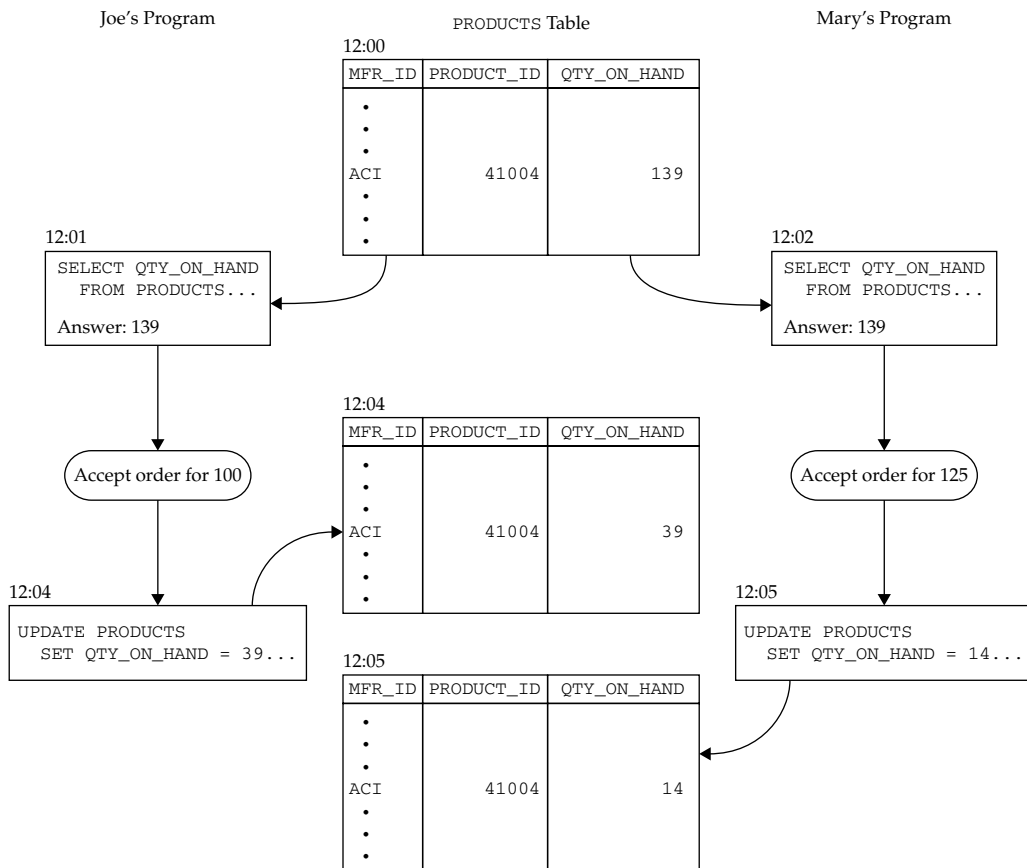 Joe's Program
PRODUCTS Table
Mary's Program
12:00
MFR_ID PRODUCT_ID QTY_ON_HAND
ACI 41004 139
12:01
SELECT QTY_ON_HAND
FROM PRODUCTS...
Answer: 139
12:02
SELECT QTY_ON_HAND
FROM PRODUCTS...
Answer: 139
12:04
MFR_ID PRODUCT_ID QTY_ON_HAND
ACI 41004 39
Accept order for 100
Accept order for 125
12:04
UPDATE PRODUCTS
SET QTY_ON_HAND = 39...
12:05
UPDATE PRODUCTS
SET QTY_ON_HAND = 14...
12:05
MFR_ID PRODUCT_ID QTY_ON_HAND
ACI 41004 14